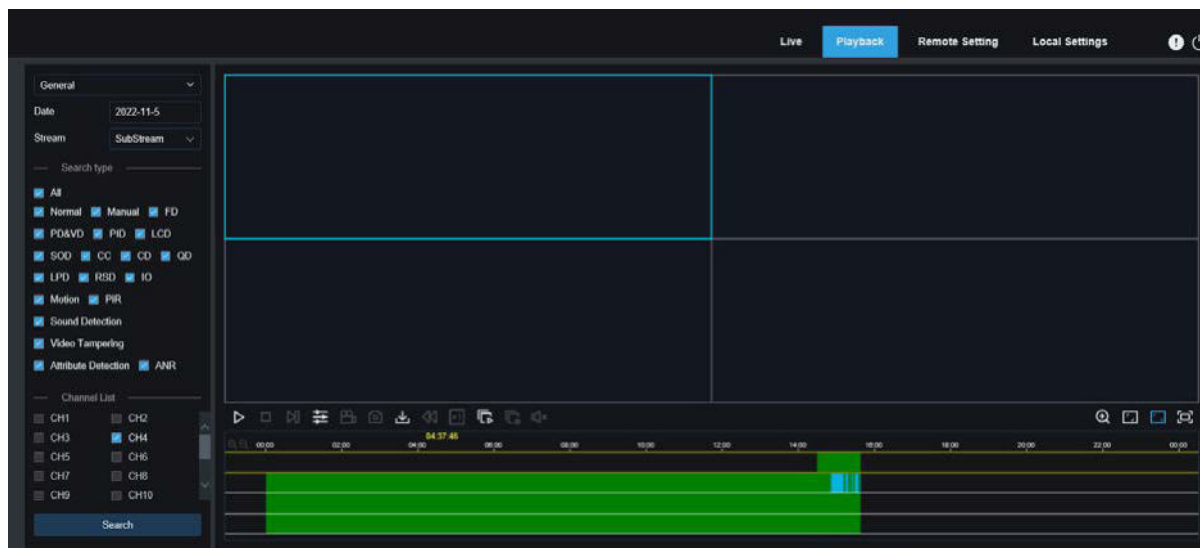 Live Playback Remote Setting Local Settings
General
Date 2022-11-5
Stream SubStream
Search type
All
Normal Manual FD
PD&VD PID LCD
SOD CC CD QD
LPD RSD IO
Motion PIR
Sound Detection
Video Tampering
Attribute Detection ANR
Channel List
CH1 CH2
CH3 CH4
CH5 CH6
CH7 CH8
CH9 CH10
Search
04:37:46
00:00 02:00 04:00 06:00 08:00 10:00 12:00 14:00 16:00 18:00 20:00 22:00 00:00